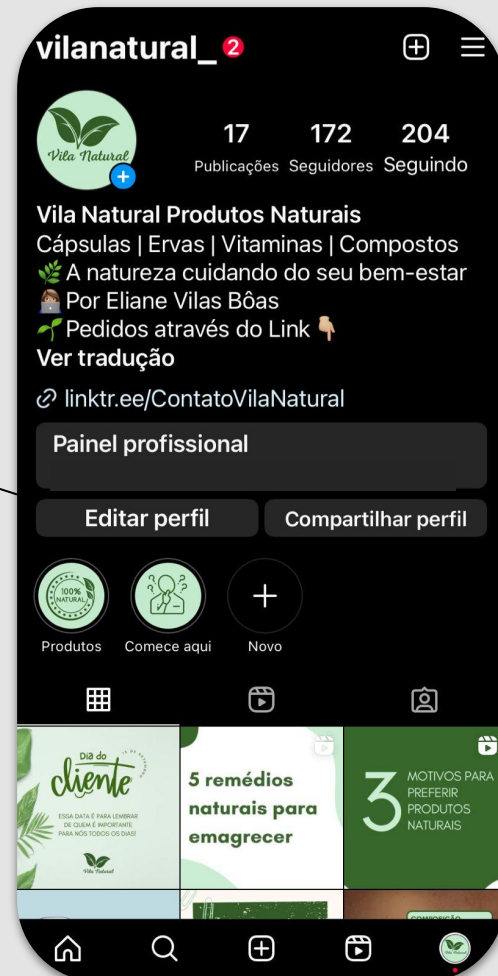 vilanatural_ 2
Vila Natural
17 172 204
Publicações Seguidores Seguindo
Vila Natural Produtos Naturais
Cápsulas | Ervas | Vitaminas | Compostos
🌿A natureza cuidando do seu bem-estar
👩🏽‍💻Por Eliane Vilas Bôas
🌱Pedidos através do Link 👇🏼
Ver tradução
linktr.ee/ContatoVilaNatural
Painel profissional
Editar perfil Compartilhar perfil
100%
NATURAL
Produtos Comece aqui Novo
Dia do
cliente
ESSA DATA É PARA LEMBRAR
DE QUEM É IMPORTANTE
PARA NÓS TODOS OS DIAS!
Vila Natural
5 remédios
naturais para
emagrecer
3
MOTIVOS PARA
PREFERIR
PRODUTOS
NATURAIS